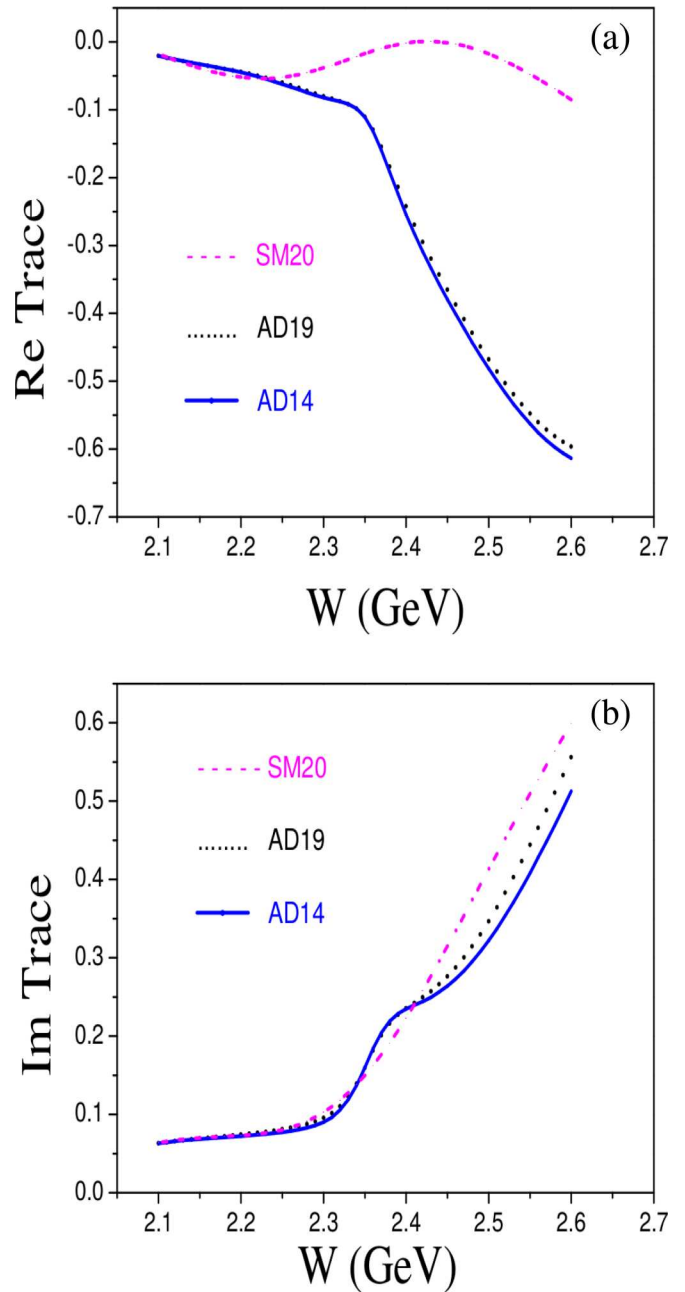 (a)
0.0
-0.1
-0.2
-0.3
-0.4
-0.5
-0.6
-0.7
Re Trace
SM20
AD19
AD14
2.1 2.2 2.3 2.4 2.5 2.6 2.7
W (GeV)
(b)
0.6
0.5
0.4
0.3
0.2
0.1
0.0
Im Trace
SM20
AD19
AD14
2.1 2.2 2.3 2.4 2.5 2.6 2.7
W (GeV)